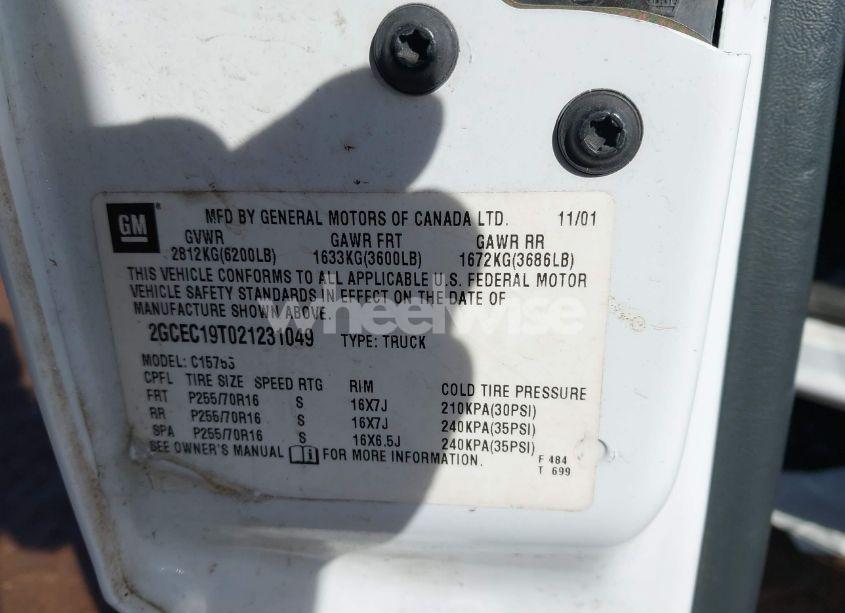 GM
MFD BY GENERAL MOTORS OF CANADA LTD. 11/01
GVWR GAWR FRT GAWR RR
2812KG(6200LB) 1633KG(3600LB) 1672KG(3686LB)
THIS VEHICLE CONFORMS TO ALL APPLICABLE U.S. FEDERAL MOTOR
VEHICLE SAFETY STANDARDS IN EFFECT ON THE DATE OF
MANUFACTURE SHOWN ABOVE.
wheelwise
2GCEC19T021231049 TYPE: TRUCK
MODEL: C15753
CPFL TIRE SIZE SPEED RTG RIM COLD TIRE PRESSURE
FRT P255/70R16 S 16X7J 210KPA(30PSI)
RR P255/70R16 S 16X7J 240KPA(35PSI)
SPA P255/70R16 S 16X6.5J 240KPA(35PSI)
SEE OWNER'S MANUAL FOR MORE INFORMATION.
F 484
T 699